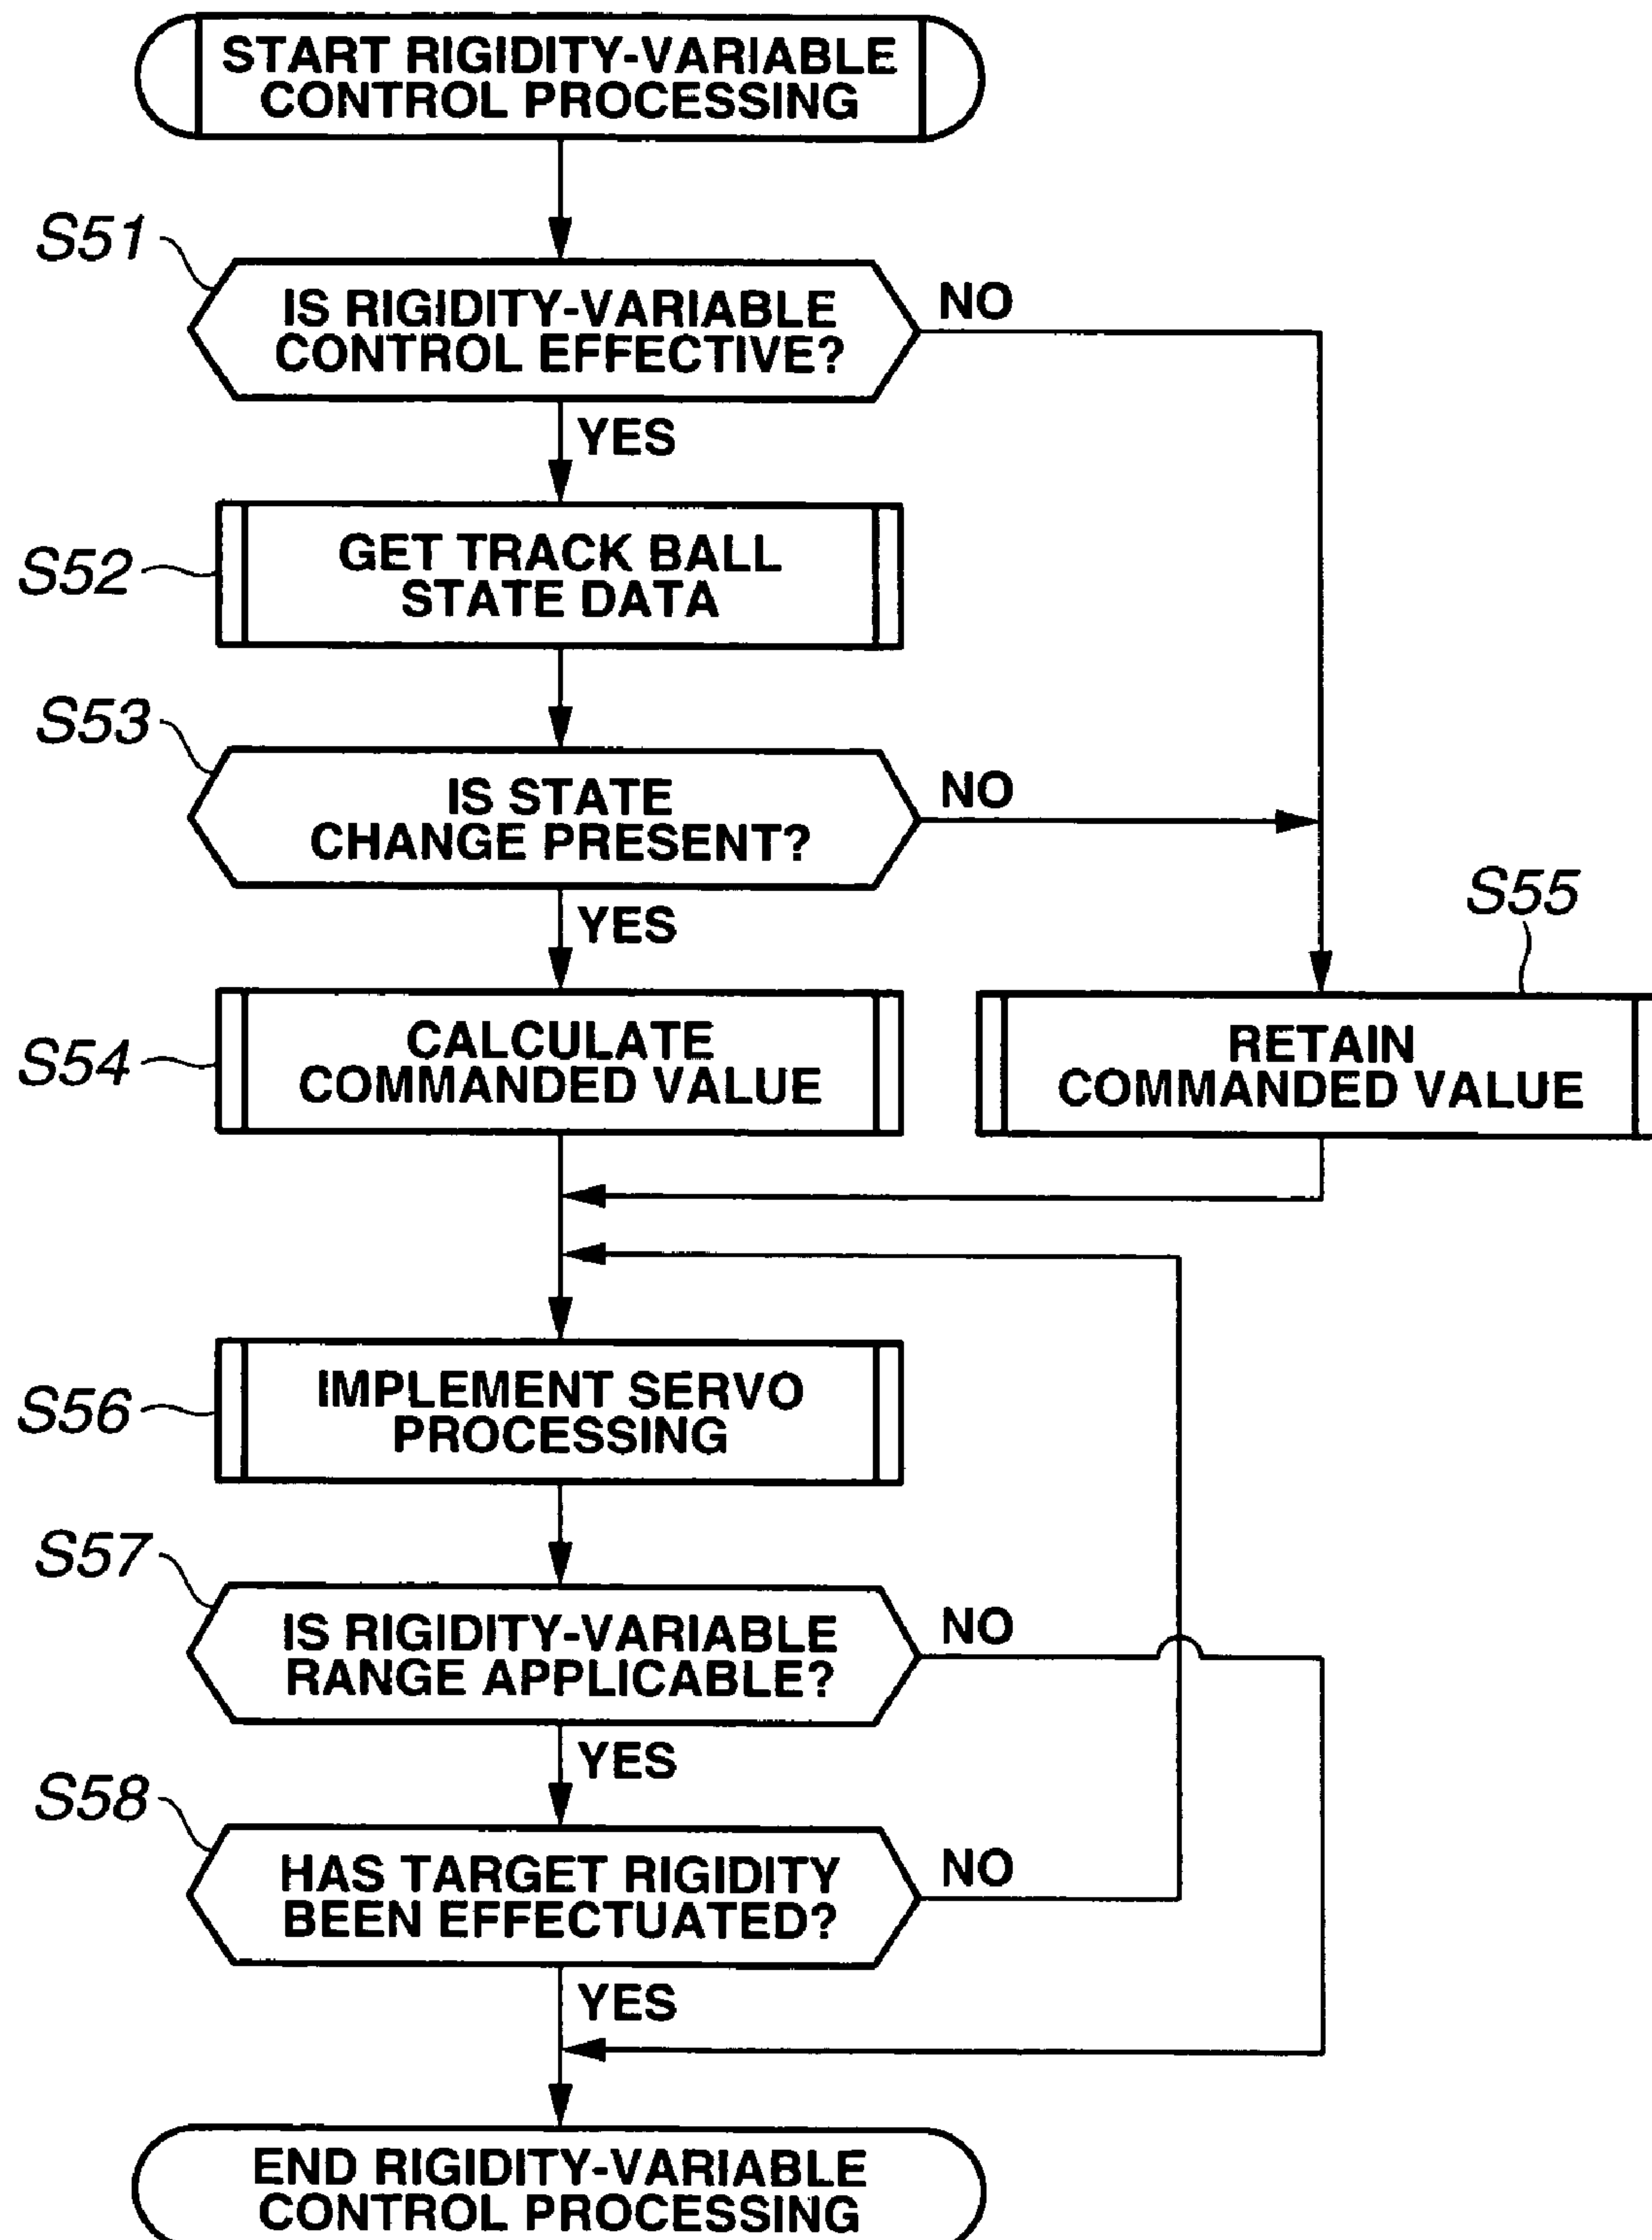 START RIGIDITY-VARIABLE
CONTROL PROCESSING
S51
IS RIGIDITY-VARIABLE
CONTROL EFFECTIVE?
NO
YES
S52
GET TRACK BALL
STATE DATA
S53
IS STATE
CHANGE PRESENT?
NO
YES
S54
CALCULATE
COMMANDED VALUE
S55
RETAIN
COMMANDED VALUE
S56
IMPLEMENT SERVO
PROCESSING
S57
IS RIGIDITY-VARIABLE
RANGE APPLICABLE?
NO
YES
S58
HAS TARGET RIGIDITY
BEEN EFFECTUATED?
NO
YES
END RIGIDITY-VARIABLE
CONTROL PROCESSING